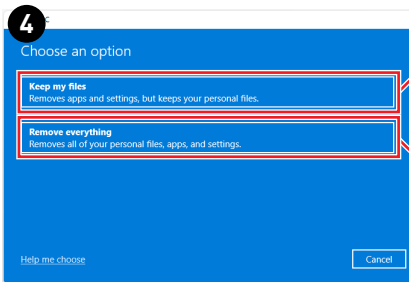 4
Choose an option
Keep my files
Removes apps and settings, but keeps your personal files.
Remove everything
Removes all of your personal files, apps, and settings.
Help me choose
Cancel